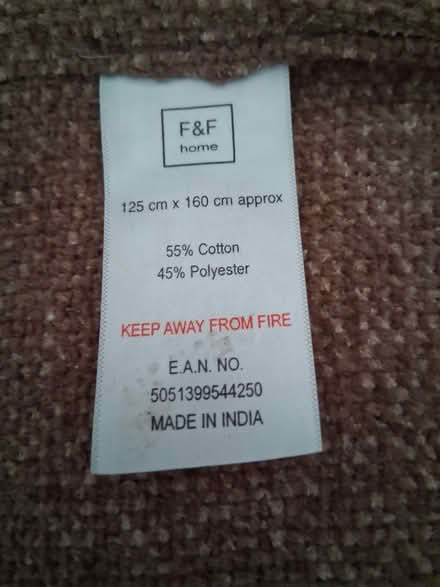 F&F
home
125 cm x 160 cm approx
55% Cotton
45% Polyester
KEEP AWAY FROM FIRE
E.A.N. NO.
5051399544250
MADE IN INDIA